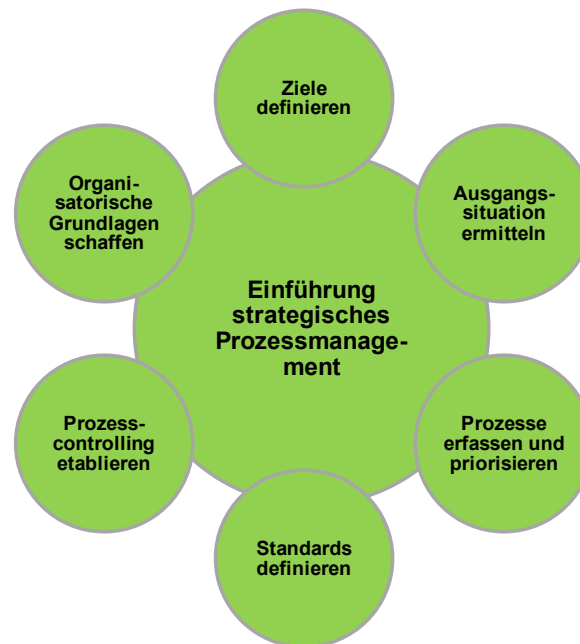 Ziele
definieren
Ausgangs-
situation
ermitteln
Prozesse
erfassen und
priorisieren
Standards
definieren
Prozess-
controlling
etablieren
Organi-
satorische
Grundlagen
schaffen
Einführung
strategisches
Prozessmanage-
ment